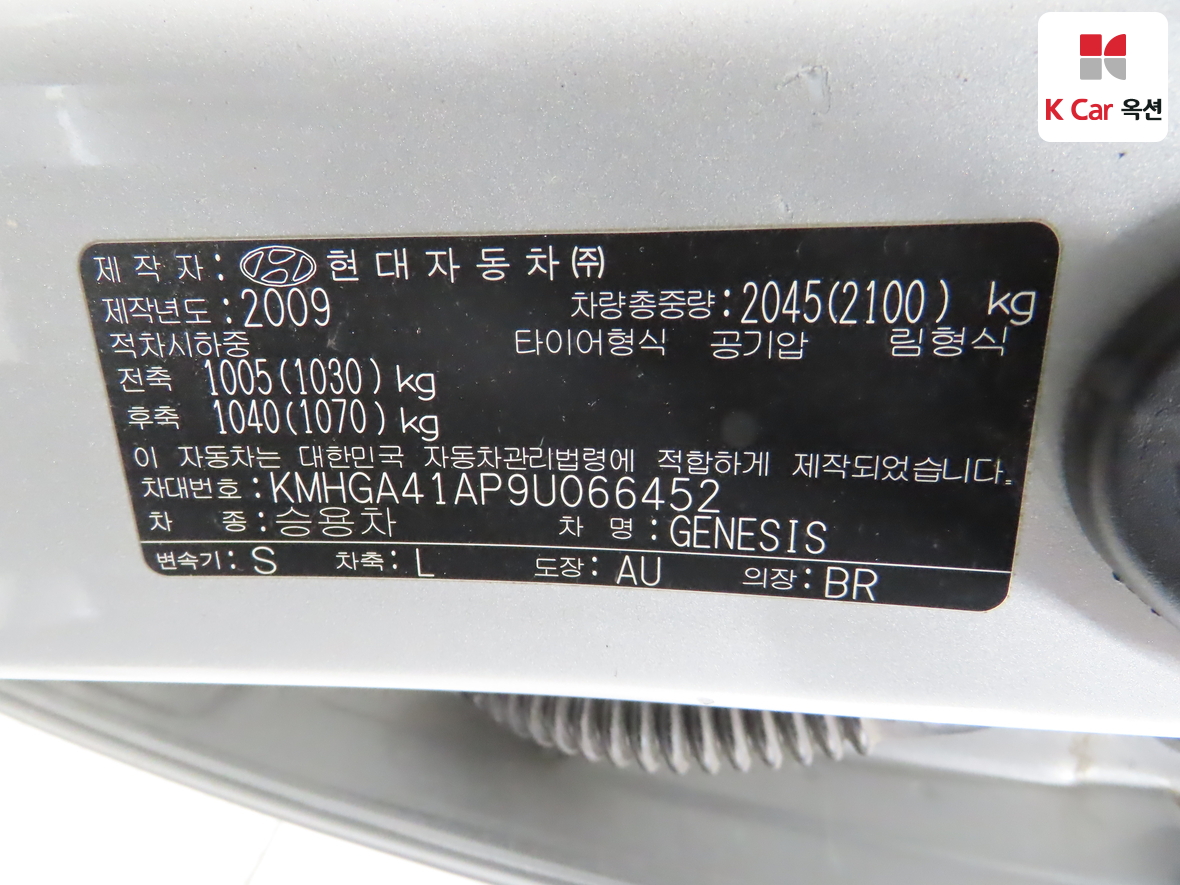 K Car 옥션
제 작 자 : 현 대 자 동 차 ㈜
제작년도 : 2009 차량총중량 : 2045(2100) kg
적차시하중 타이어형식 공기압 림형식
전축 1005(1030) kg
후축 1040(1070) kg
이 자동차는 대한민국 자동차관리법령에 적합하게 제작되었습니다.
차대번호 : KMHGA41AP9U066452
차 종 : 승용차 차 명 : GENESIS
변속기 : S 차축 : L 도장 : AU 의장 : BR